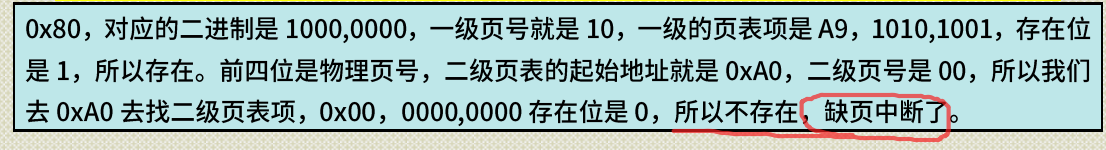 0x80，对应的二进制是 1000,0000，一级页号就是 10，一级的页表项是 A9，1010,1001，存在位
是 1，所以存在。前四位是物理页号，二级页表的起始地址就是 0xA0，二级页号是 00，所以我们
去 0xA0 去找二级页表项，0x00，0000,0000 存在位是 0，所以不存在，缺页中断了。